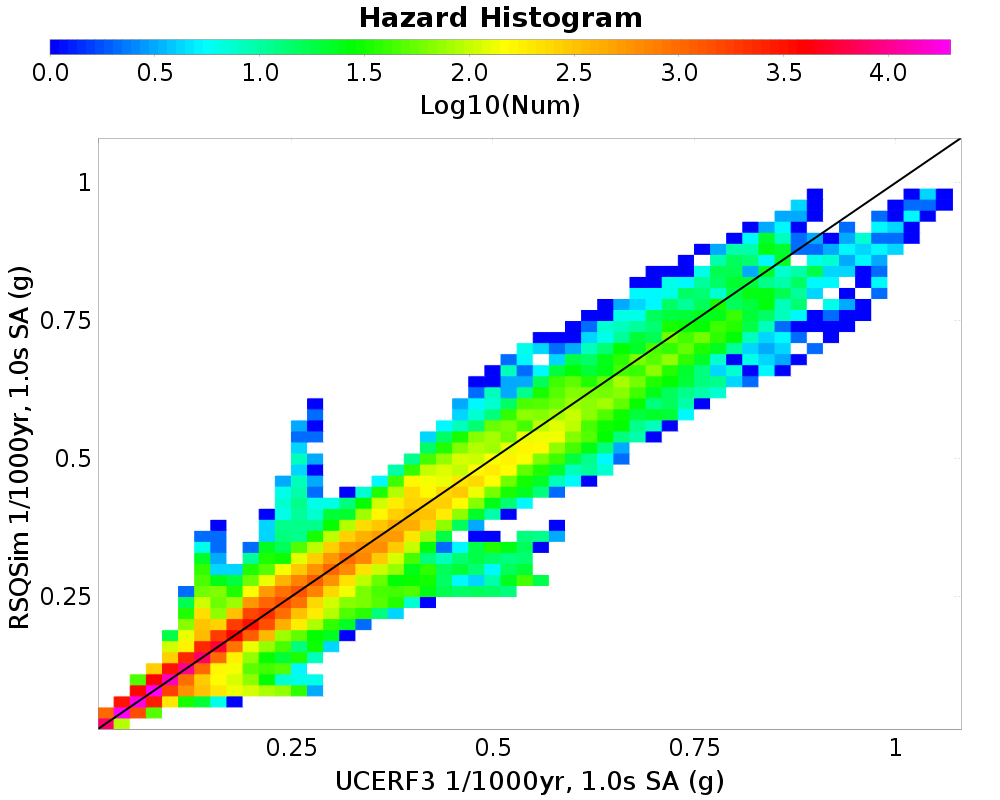 Hazard Histogram
0.0 0.5 1.0 1.5 2.0 2.5 3.0 3.5 4.0
Log10(Num)
1
0.75
0.5
0.25
RSQSim 1/1000yr, 1.0s SA (g)
0.25 0.5 0.75 1
UCERF3 1/1000yr, 1.0s SA (g)